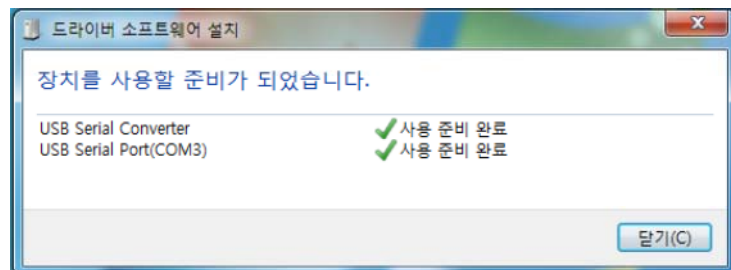 드라이버 소프트웨어 설치
장치를 사용할 준비가 되었습니다.
USB Serial Converter 사용 준비 완료
USB Serial Port(COM3) 사용 준비 완료
닫기(C)